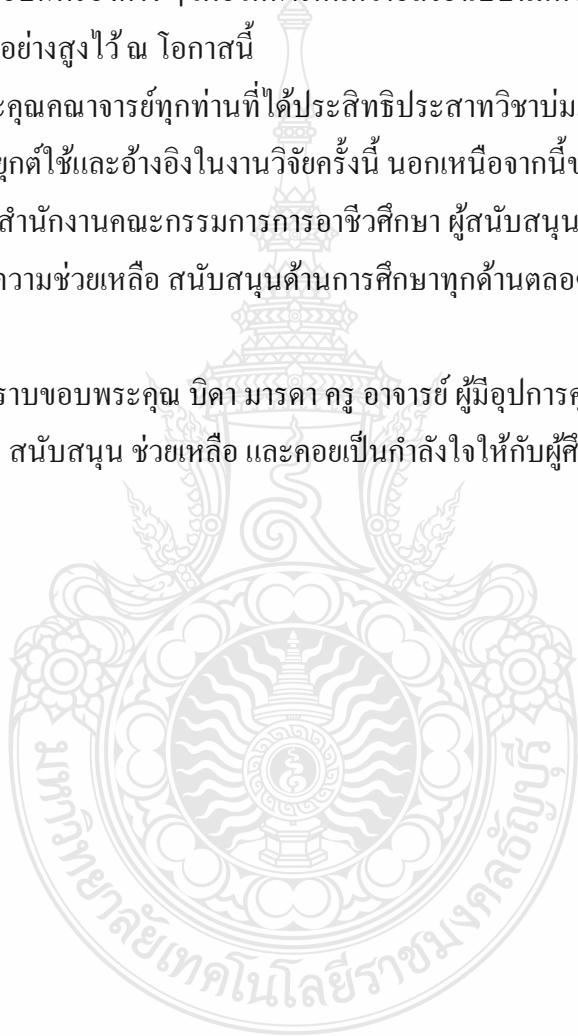 อย่างสูงไว้ ณ โอกาสนี้
ะคุณคณาจารย์ทุกท่านที่ได้ประสิทธิประสาทวิชาบ่ม
ยุกต์ใช้และอ้างอิงในงานวิจัยครั้งนี้ นอกเหนือจากนี้ข
สำนักงานคณะกรรมการการอาชีวศึกษา ผู้สนับสนุน
ความช่วยเหลือ สนับสนุนด้านการศึกษาทุกด้านตลอด
ราบขอบพระคุณ บิดา มารดา ครู อาจารย์ ผู้มีอุปการคุ
สนับสนุน ช่วยเหลือ และคอยเป็นกำลังใจให้กับผู้ศึ
มหาวิทยาลัยเทคโนโลยีราชมงคลธัญบุรี